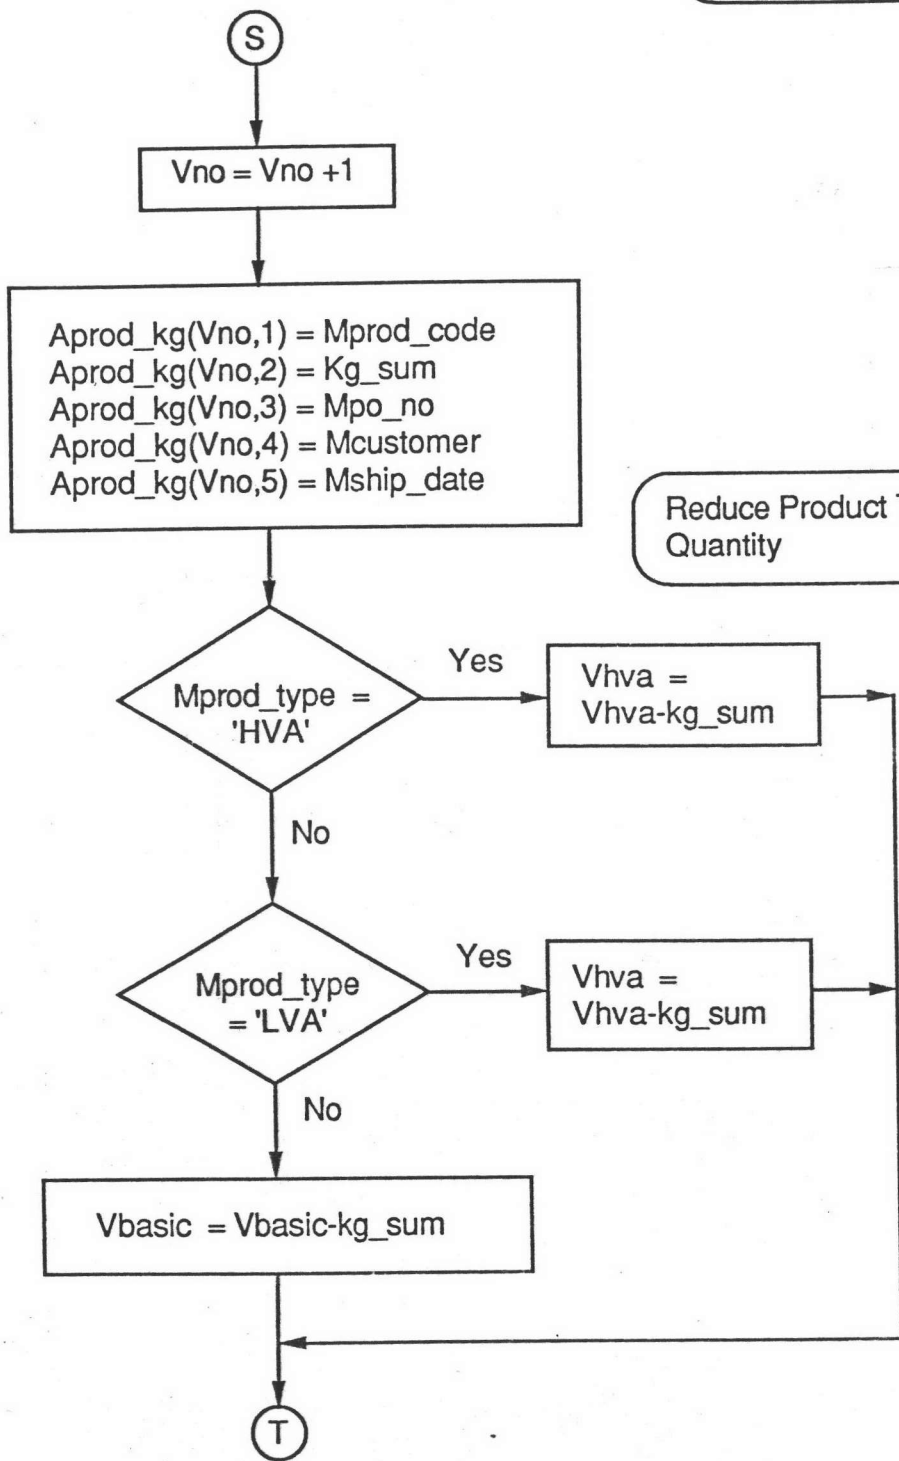 S
Vno = Vno +1
Aprod_kg(Vno,1) = Mprod_code
Aprod_kg(Vno,2) = Kg_sum
Aprod_kg(Vno,3) = Mpo_no
Aprod_kg(Vno,4) = Mcustomer
Aprod_kg(Vno,5) = Mship_date
Reduce Product
Quantity
Mprod_type =
'HVA'
Yes
Vhva =
Vhva-kg_sum
No
Mprod_type
= 'LVA'
Yes
Vhva =
Vhva-kg_sum
No
Vbasic = Vbasic-kg_sum
T